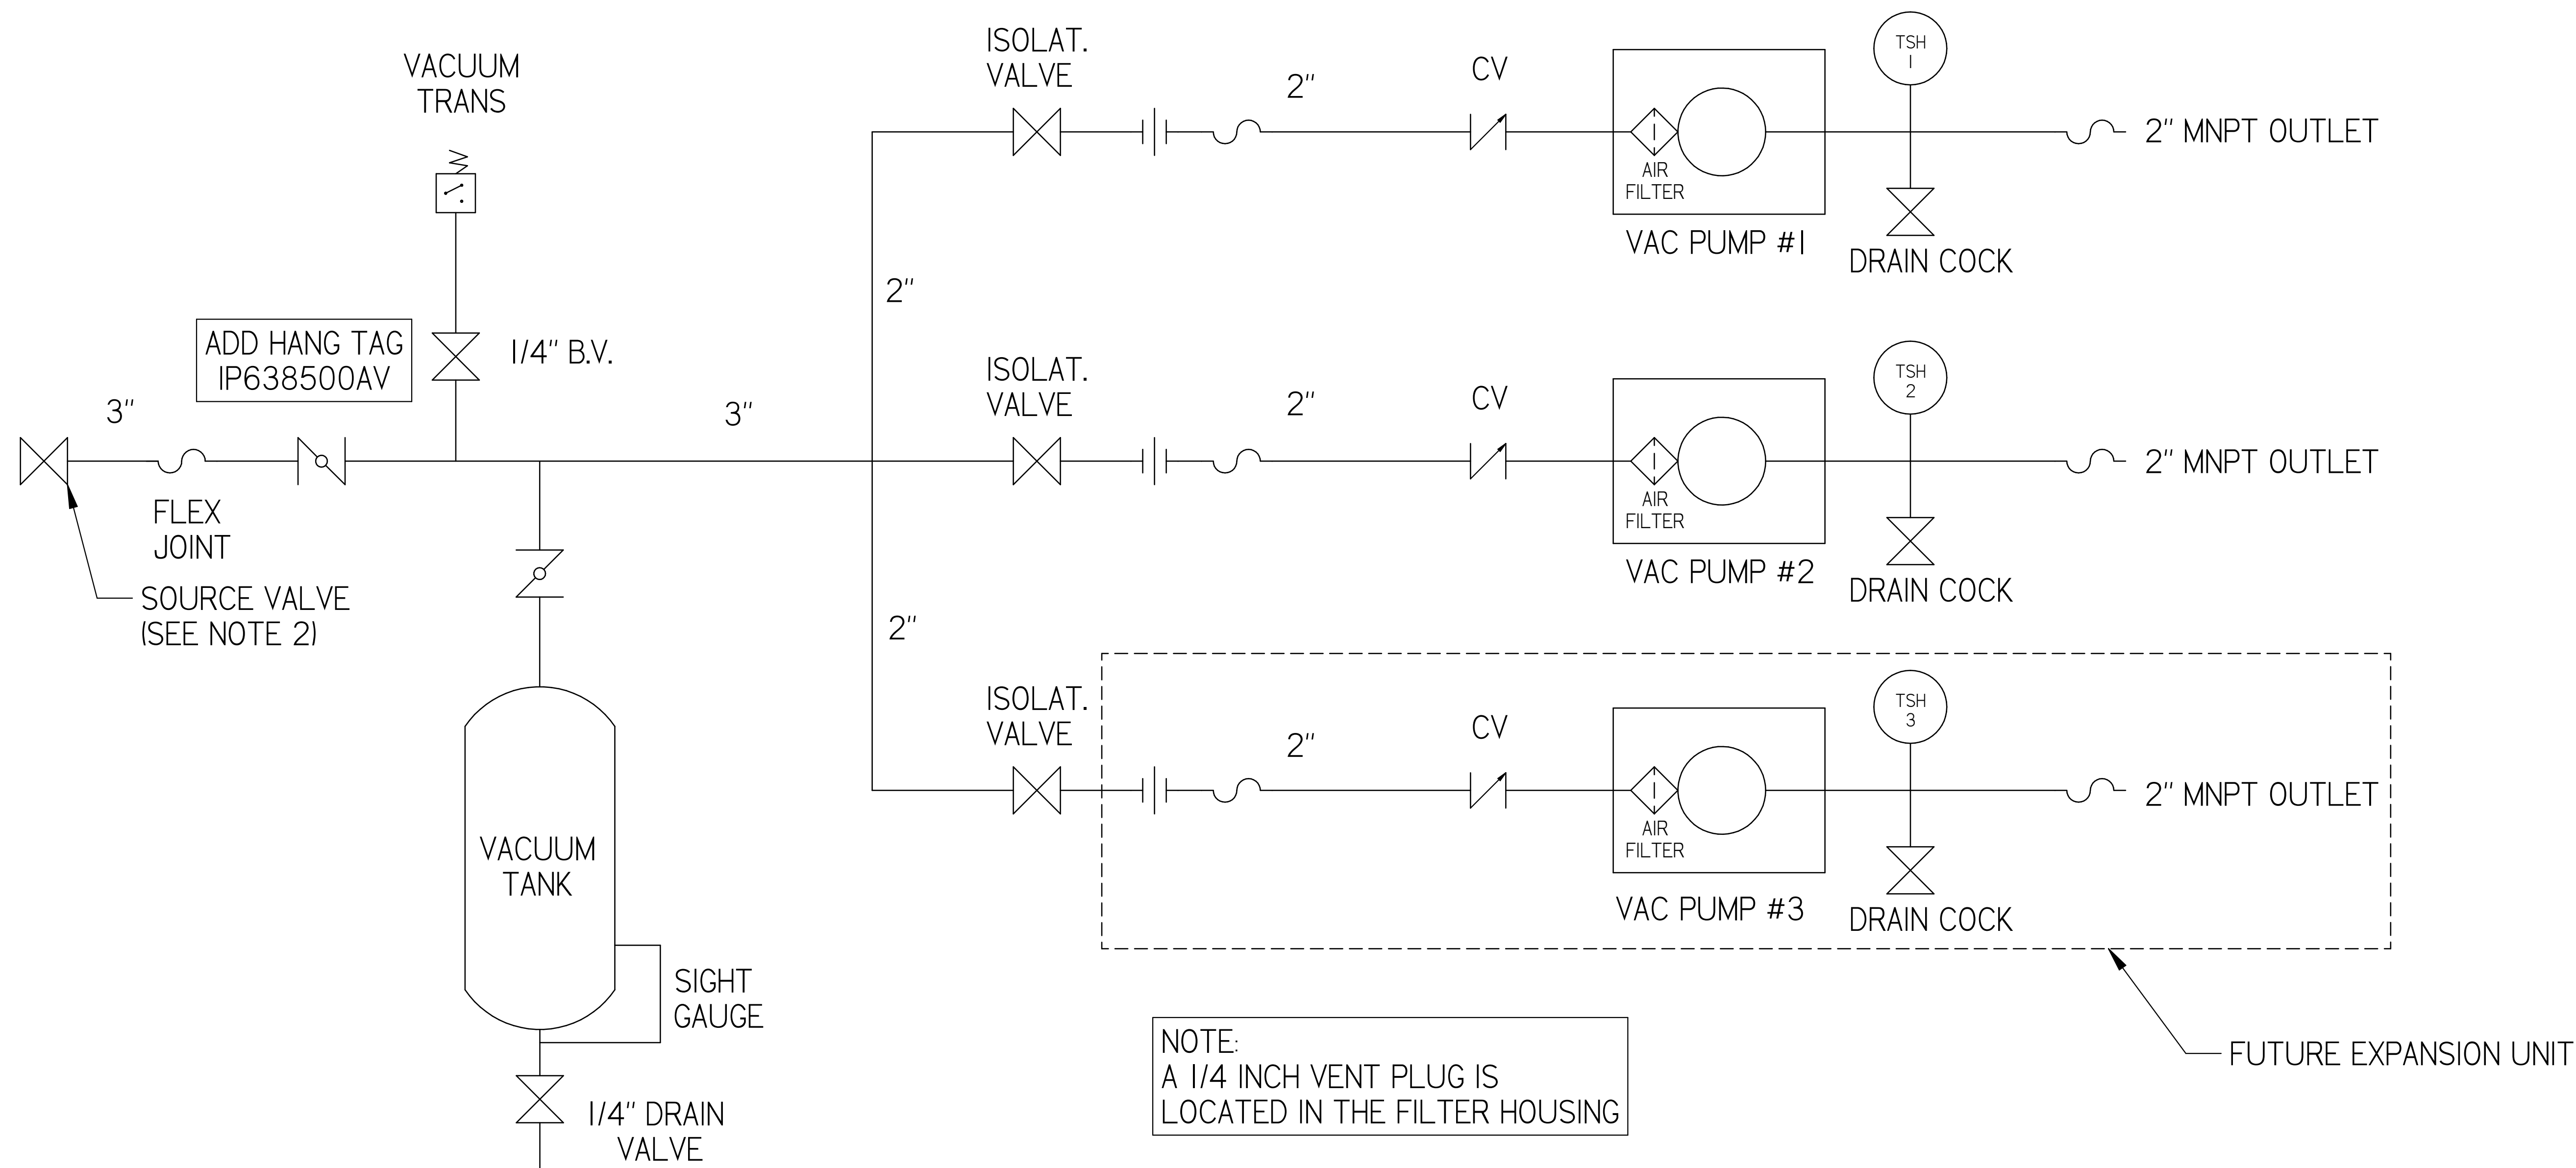 VACUUM
TRANS
ADD HANG TAG
IP638500AV
1/4" B.V.
3"
FLEX
JOINT
SOURCE VALVE
(SEE NOTE 2)
3"
VACUUM
TANK
SIGHT
GAUGE
1/4" DRAIN
VALVE
2"
2"
ISOLAT.
VALVE
2"
CV
AIR
FILTER
VAC PUMP #1
TSH
1
DRAIN COCK
2" MNPT OUTLET
ISOLAT.
VALVE
2"
CV
AIR
FILTER
VAC PUMP #2
TSH
2
DRAIN COCK
2" MNPT OUTLET
ISOLAT.
VALVE
2"
CV
AIR
FILTER
VAC PUMP #3
TSH
3
DRAIN COCK
2" MNPT OUTLET
FUTURE EXPANSION UNIT
NOTE:
A 1/4 INCH VENT PLUG IS
LOCATED IN THE FILTER HOUSING